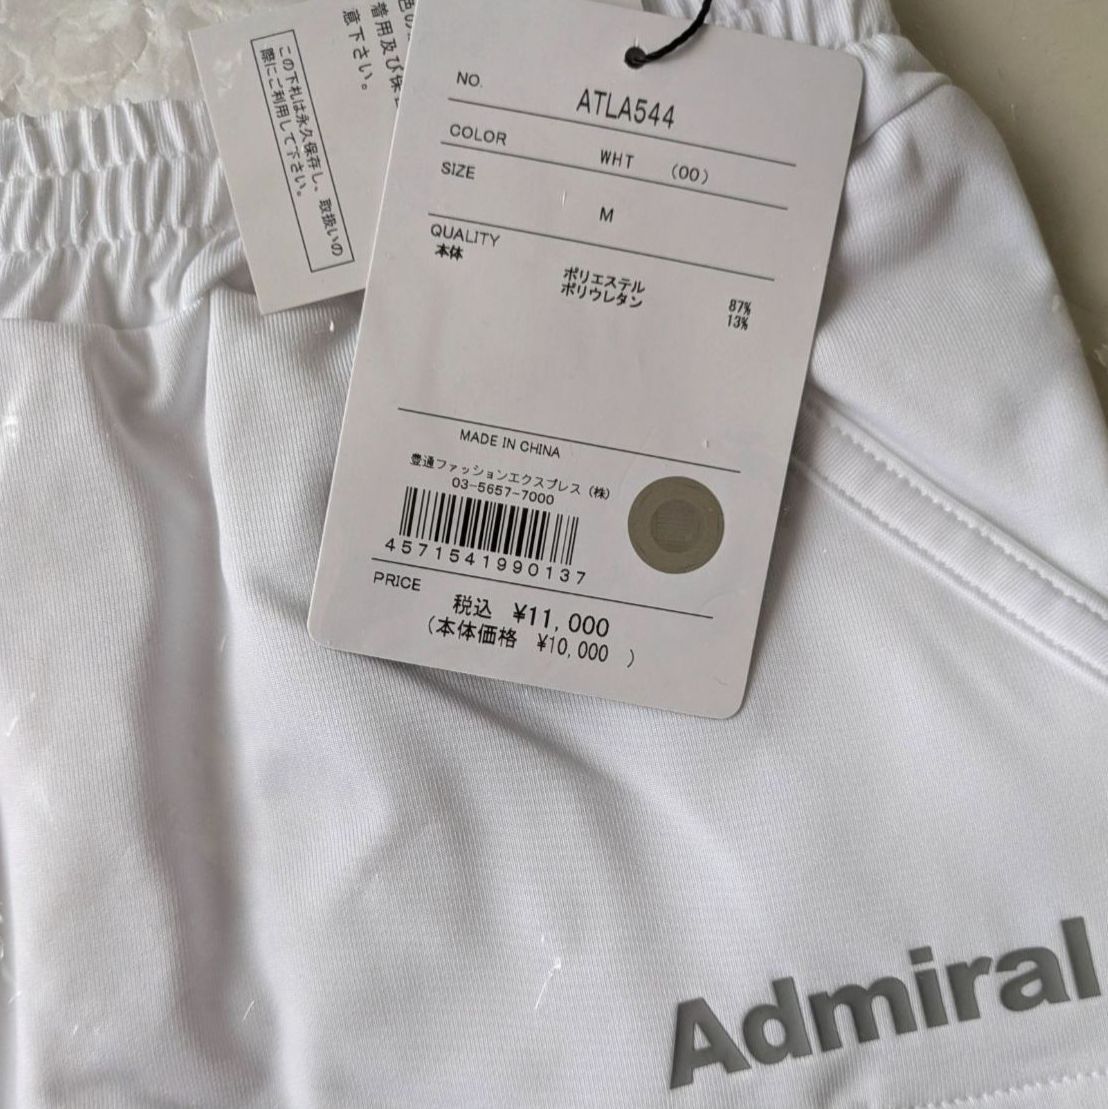 意下さい。
着用及び保
この下札は永久保存し、取扱いの
際にご利用して下さい。
NO. ATLA544
COLOR WHT (00)
SIZE M
QUALITY
本体
ポリエステル 87%
ポリウレタン 13%
MADE IN CHINA
豊通ファッションエクスプレス(株)
03-5657-7000
4571541990137
PRICE
税込 ¥11,000
(本体価格 ¥10,000 )
Admiral